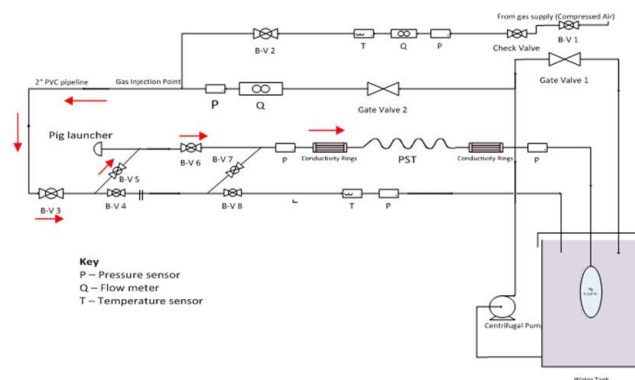 From gas supply (Compressed Air)
B-V 2
T
Q
P
Check Valve
B-V 1
2" PVC pipeline
Gas Injection Point
P
Q
Gate Valve 2
Gate Valve 1
Pig launcher
B-V 6
B-V 7
P
Conductivity Rings
PST
Conductivity Rings
P
B-V 5
B-V 3
B-V 4
B-V 8
T
P
Key
P – Pressure sensor
Q – Flow meter
T – Temperature sensor
Centrifugal Pump
Water Tank